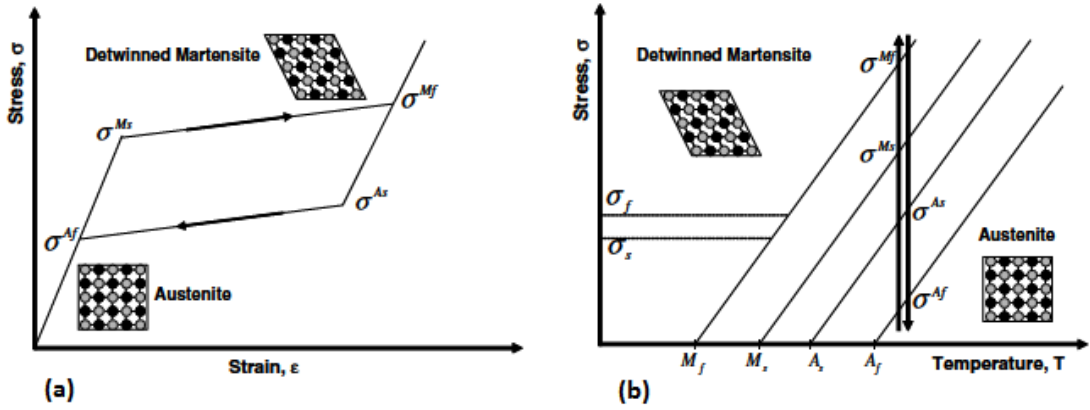 Stress, σ
Detwinned Martensite
σ^{Mf}
σ^{Ms}
σ^{As}
σ^{Af}
Austenite
Strain, ε
(a)
Stress, σ
Detwinned Martensite
σ^{Mf}
σ^{Ms}
σ_f
σ^{As}
σ_s
Austenite
σ^{Af}
M_f M_s A_s A_f Temperature, T
(b)